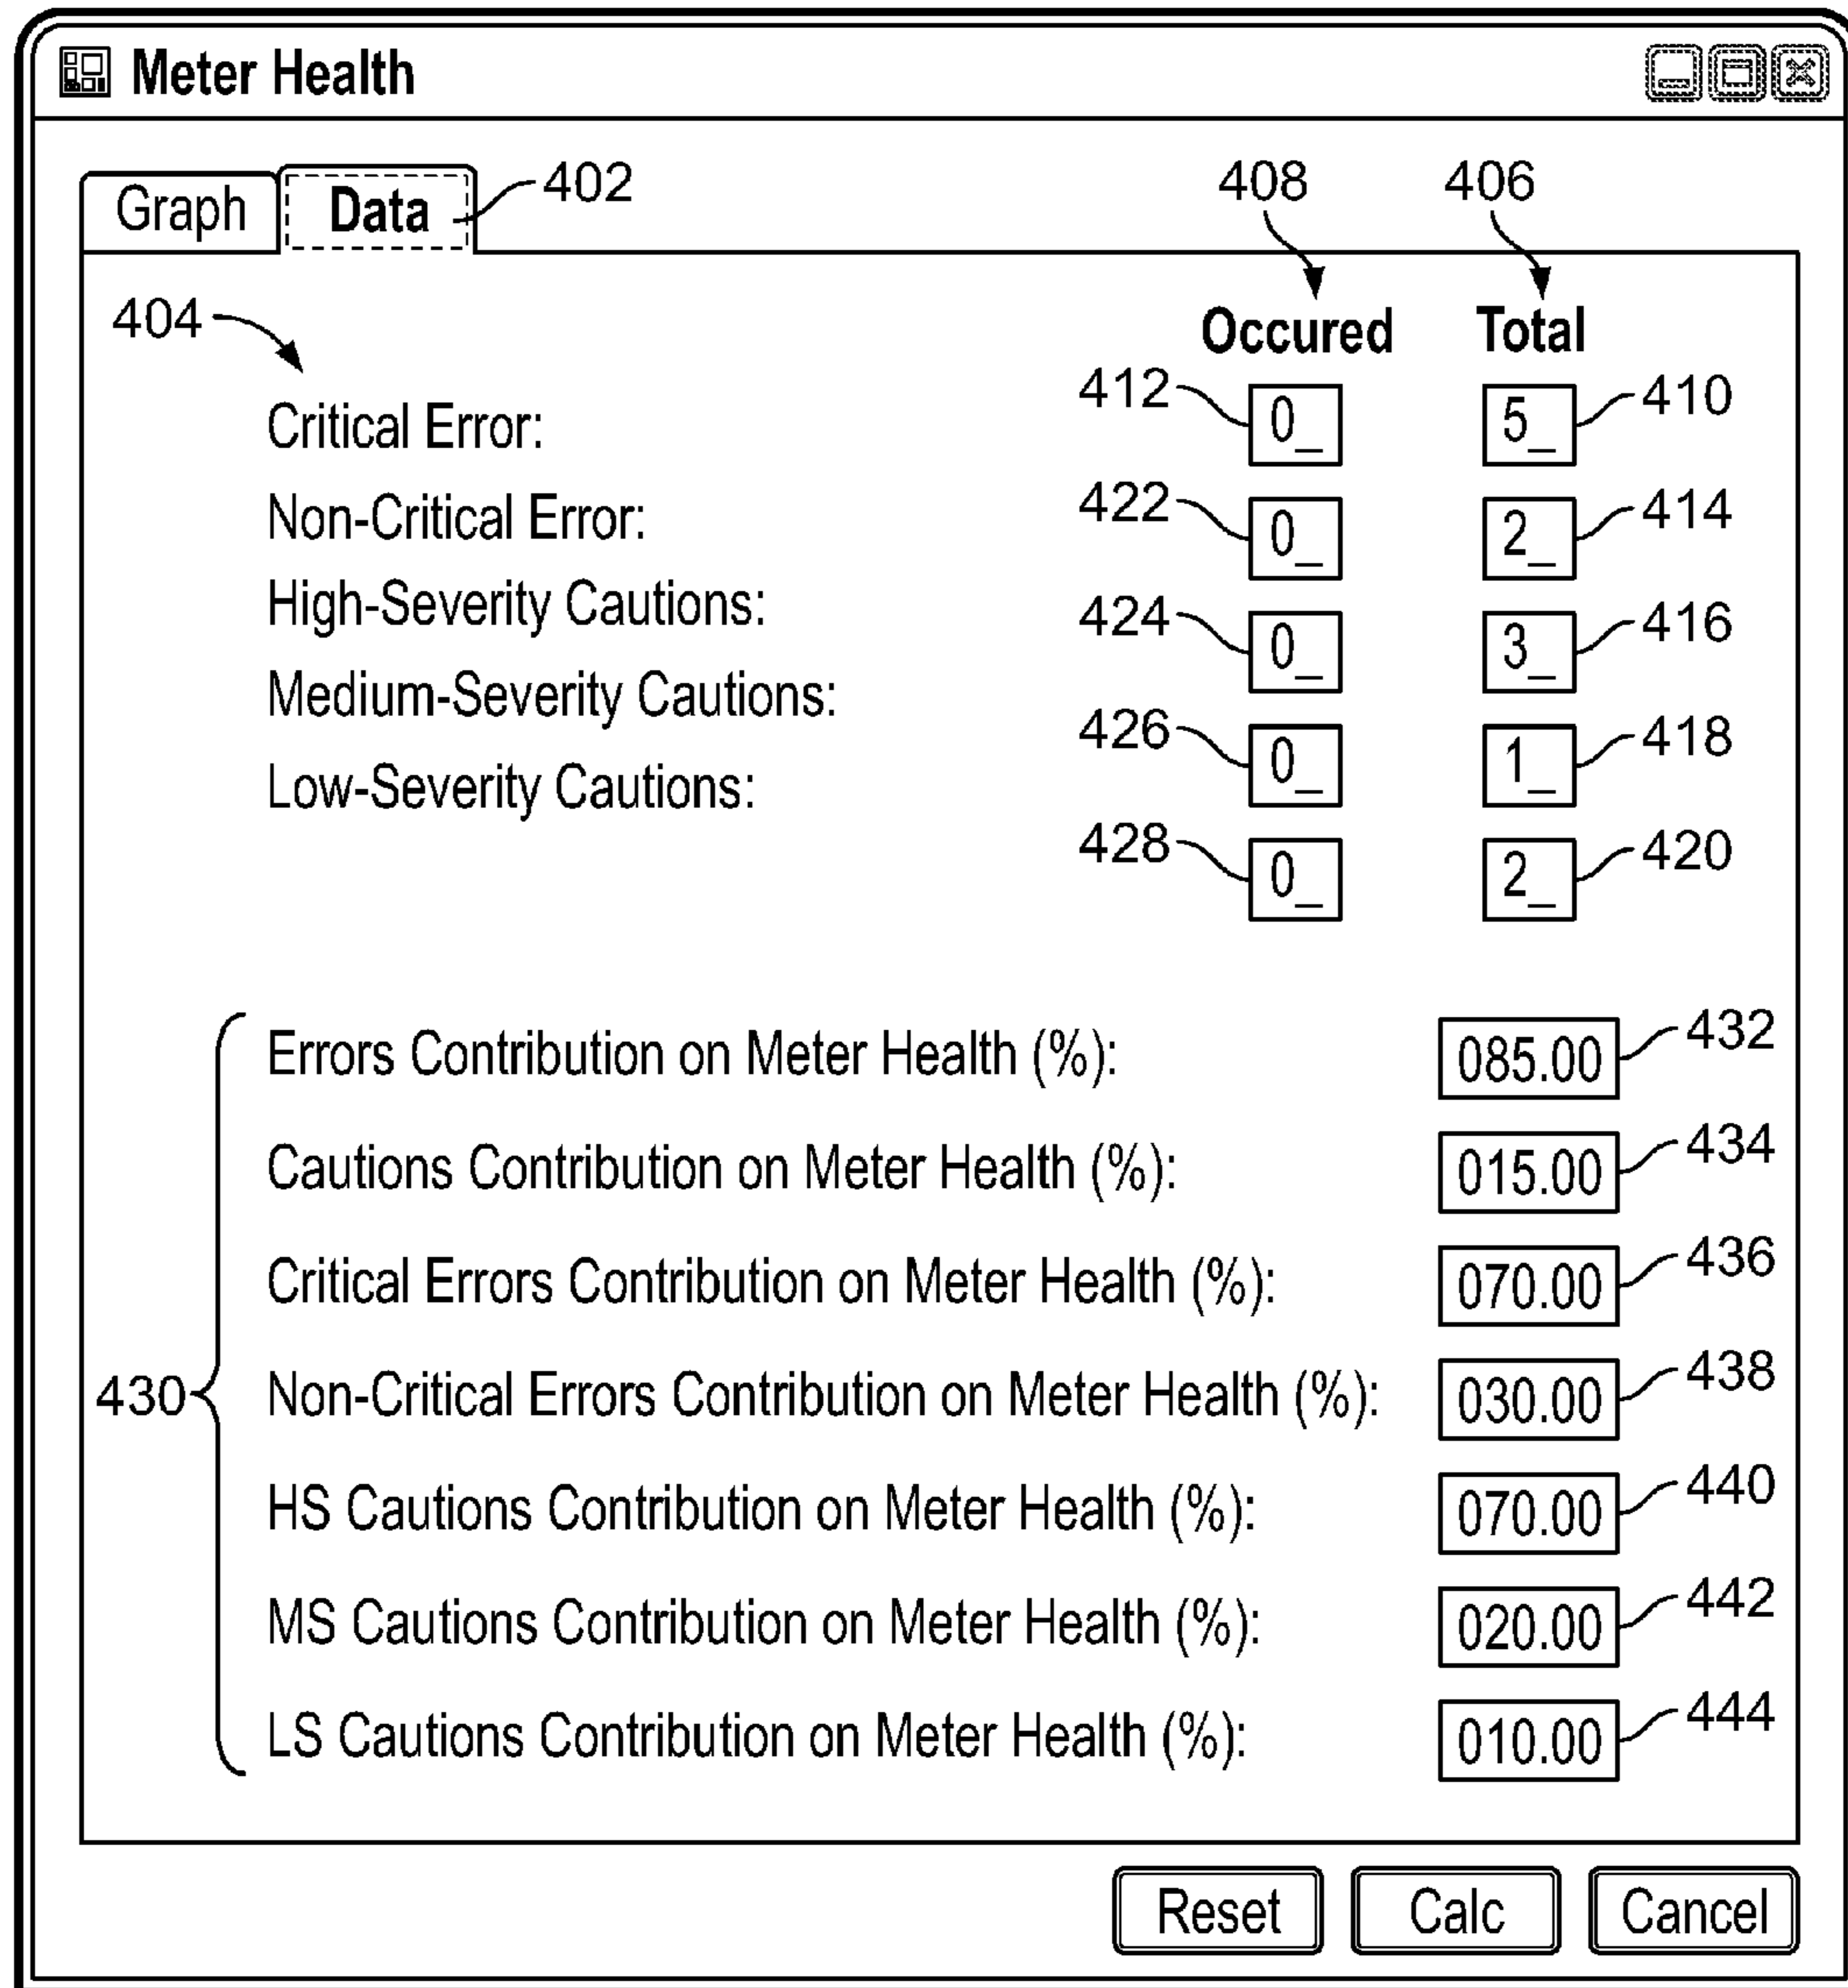 Meter Health
Graph Data 402 408 406
404 Occured Total
Critical Error: 412 0_ 5_ 410
Non-Critical Error: 422 0_ 2_ 414
High-Severity Cautions: 424 0_ 3_ 416
Medium-Severity Cautions: 426 0_ 1_ 418
Low-Severity Cautions: 428 0_ 2_ 420
430
Errors Contribution on Meter Health (%): 085.00 432
Cautions Contribution on Meter Health (%): 015.00 434
Critical Errors Contribution on Meter Health (%): 070.00 436
Non-Critical Errors Contribution on Meter Health (%): 030.00 438
HS Cautions Contribution on Meter Health (%): 070.00 440
MS Cautions Contribution on Meter Health (%): 020.00 442
LS Cautions Contribution on Meter Health (%): 010.00 444
Reset Calc Cancel